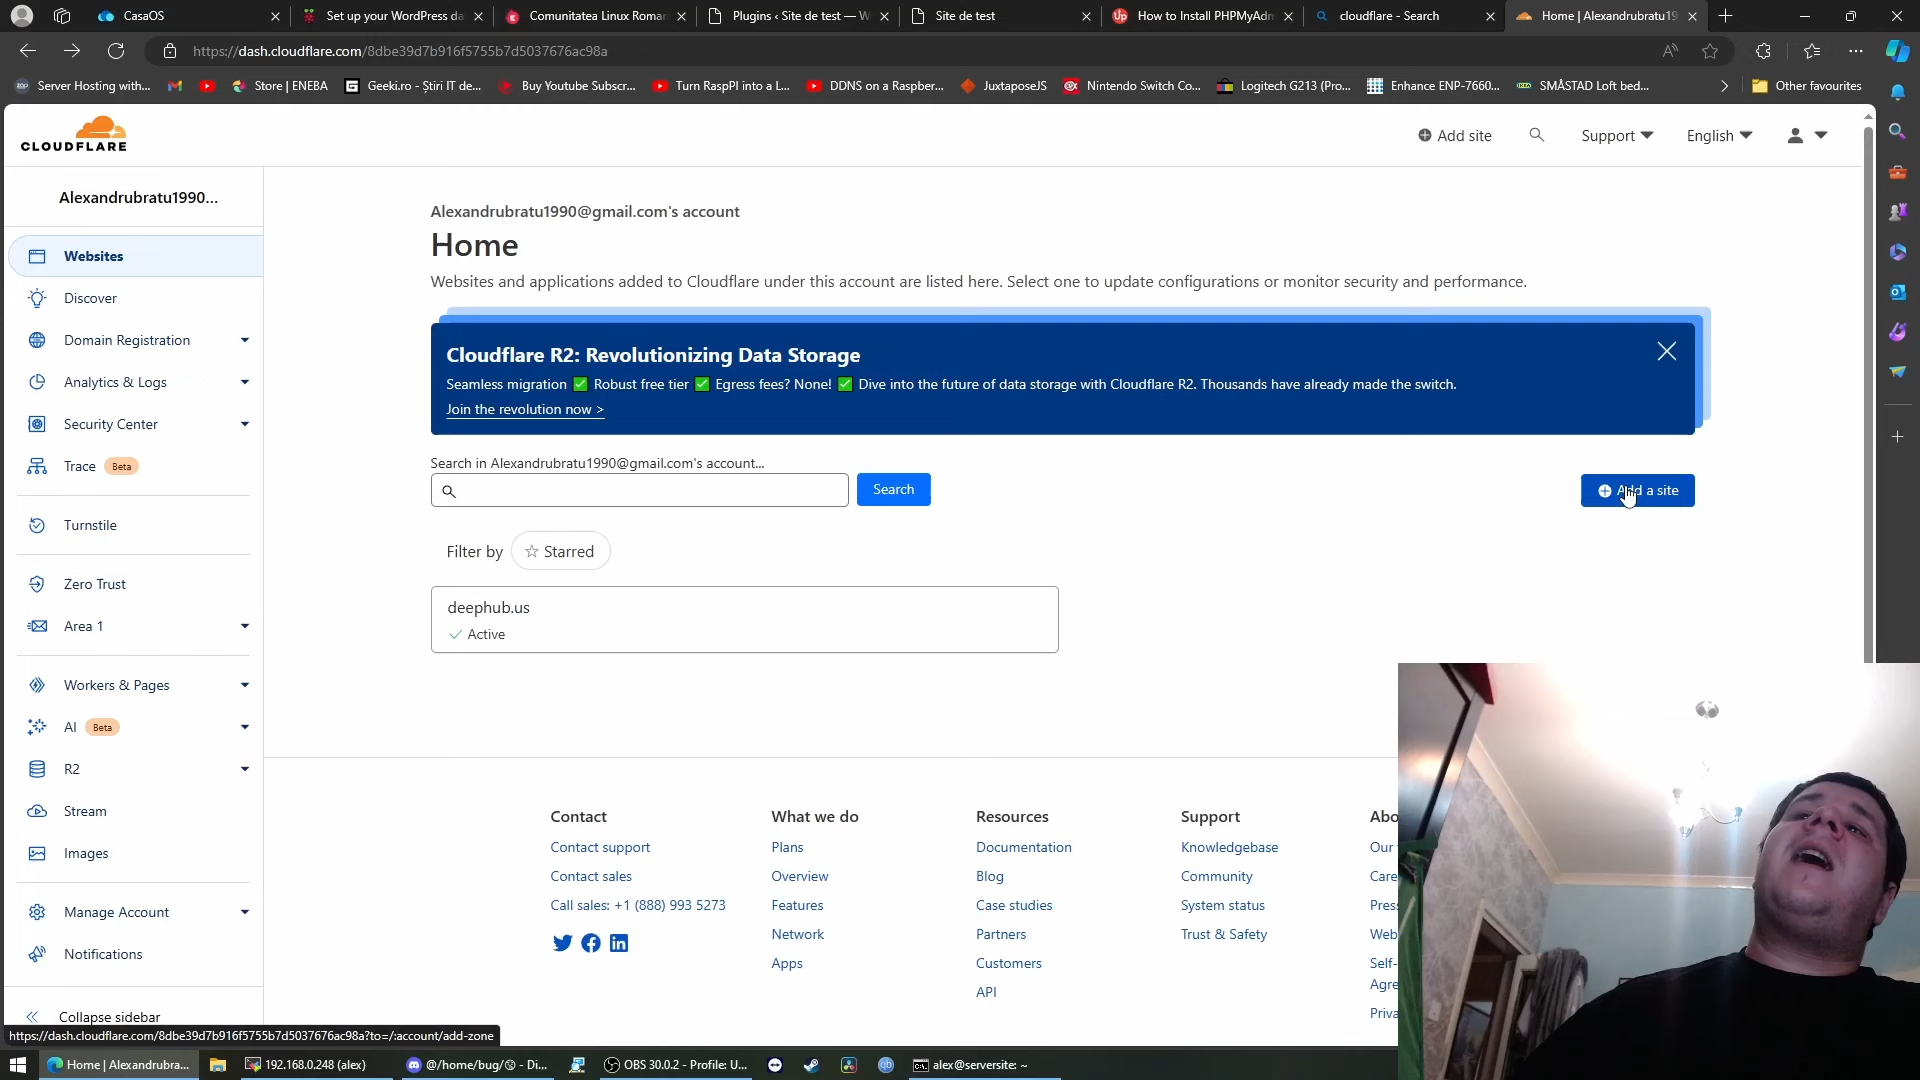 CasaOS
Set up your WordPress da
Comunitatea Linux Roman
Plugins ‹ Site de test — W
Site de test
How to Install PHPMyAdm
cloudflare - Search
Home | Alexandrubratu19
https://dash.cloudflare.com/8dbe39d7b916f5755b7d5037676ac98a
Server Hosting with...
Store | ENEBA
Geeki.ro - Știri IT de...
Buy Youtube Subscr...
Turn RaspPI into a L...
DDNS on a Raspber...
JuxtaposeJS
Nintendo Switch Co...
Logitech G213 (Pro...
Enhance ENP-7660...
SMÅSTAD Loft bed...
Other favourites
CLOUDFLARE
Add site
Support
English
Alexandrubratu1990...
Websites
Discover
Domain Registration
Analytics & Logs
Security Center
Trace Beta
Turnstile
Zero Trust
Area 1
Workers & Pages
AI Beta
R2
Stream
Images
Manage Account
Notifications
Collapse sidebar
Alexandrubratu1990@gmail.com's account
Home
Websites and applications added to Cloudflare under this account are listed here. Select one to update configurations or monitor security and performance.
Cloudflare R2: Revolutionizing Data Storage
Seamless migration ✅ Robust free tier ✅ Egress fees? None! ✅ Dive into the future of data storage with Cloudflare R2. Thousands have already made the switch.
Join the revolution now >
Search in Alexandrubratu1990@gmail.com's account...
Search
Add a site
Filter by
Starred
deephub.us
Active
Contact
Contact support
Contact sales
Call sales: +1 (888) 993 5273
What we do
Plans
Overview
Features
Network
Apps
Resources
Documentation
Blog
Case studies
Partners
Customers
API
Support
Knowledgebase
Community
System status
Trust & Safety
Abo
Our
Care
Pres
Web
Self-
Agre
Priva
https://dash.cloudflare.com/8dbe39d7b916f5755b7d5037676ac98a?to=/:account/add-zone
Home | Alexandrubra...
192.168.0.248 (alex)
@/home/bug/ - Di...
OBS 30.0.2 - Profile: U...
alex@serversite: ~